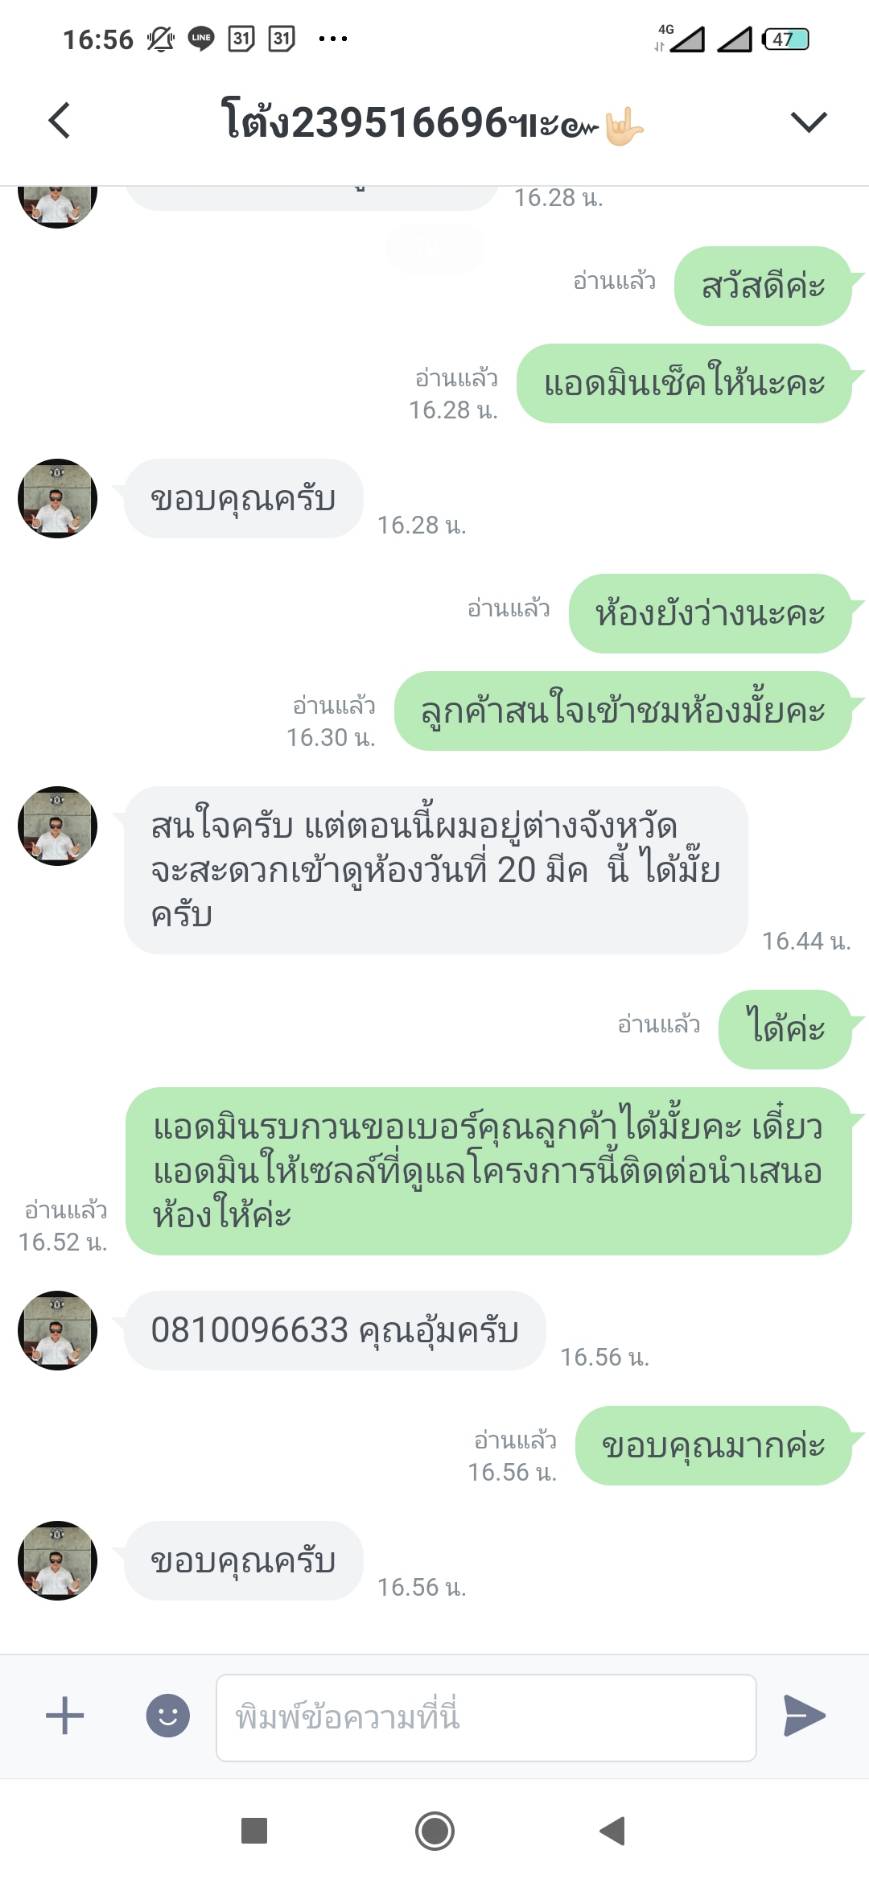 16:56 LINE 31 31 ... 4G 47
โต้ง239516696ฯะ๛🤟🏻
16.28 น.
อ่านแล้ว สวัสดีค่ะ
อ่านแล้ว
16.28 น.
แอดมินเช็คให้นะคะ
ขอบคุณครับ
16.28 น.
อ่านแล้ว ห้องยังว่างนะคะ
อ่านแล้ว
16.30 น.
ลูกค้าสนใจเข้าชมห้องมั้ยคะ
สนใจครับ แต่ตอนนี้ผมอยู่ต่างจังหวัด
จะสะดวกเข้าดูห้องวันที่ 20 มีค นี้ ได้มั๊ย
ครับ
16.44 น.
อ่านแล้ว ได้ค่ะ
แอดมินรบกวนขอเบอร์คุณลูกค้าได้มั้ยคะ เดี๋ยว
แอดมินให้เซลล์ที่ดูแลโครงการนี้ติดต่อนำเสนอ
ห้องให้ค่ะ
อ่านแล้ว
16.52 น.
0810096633 คุณอุ้มครับ
16.56 น.
อ่านแล้ว
16.56 น.
ขอบคุณมากค่ะ
ขอบคุณครับ
16.56 น.
พิมพ์ข้อความที่นี่